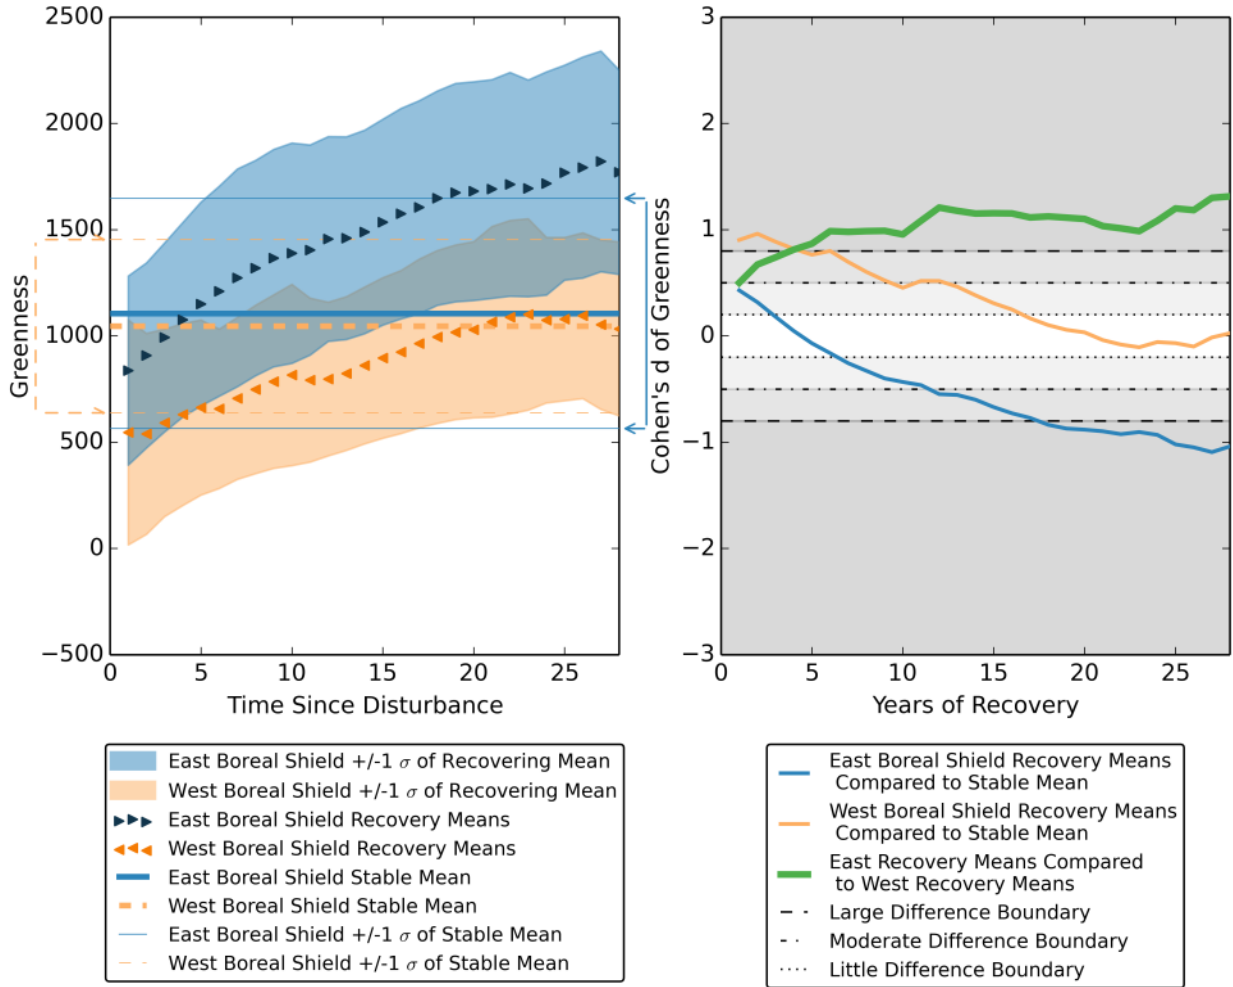 2500
2000
1500
1000
500
0
−500
Greenness
0 5 10 15 20 25
Time Since Disturbance
3
2
1
0
−1
−2
−3
Cohen's d of Greenness
0 5 10 15 20 25
Years of Recovery
East Boreal Shield +/-1 σ of Recovering Mean
West Boreal Shield +/-1 σ of Recovering Mean
East Boreal Shield Recovery Means
West Boreal Shield Recovery Means
East Boreal Shield Stable Mean
West Boreal Shield Stable Mean
East Boreal Shield +/-1 σ of Stable Mean
West Boreal Shield +/-1 σ of Stable Mean
East Boreal Shield Recovery Means
Compared to Stable Mean
West Boreal Shield Recovery Means
Compared to Stable Mean
East Recovery Means Compared
to West Recovery Means
Large Difference Boundary
Moderate Difference Boundary
Little Difference Boundary